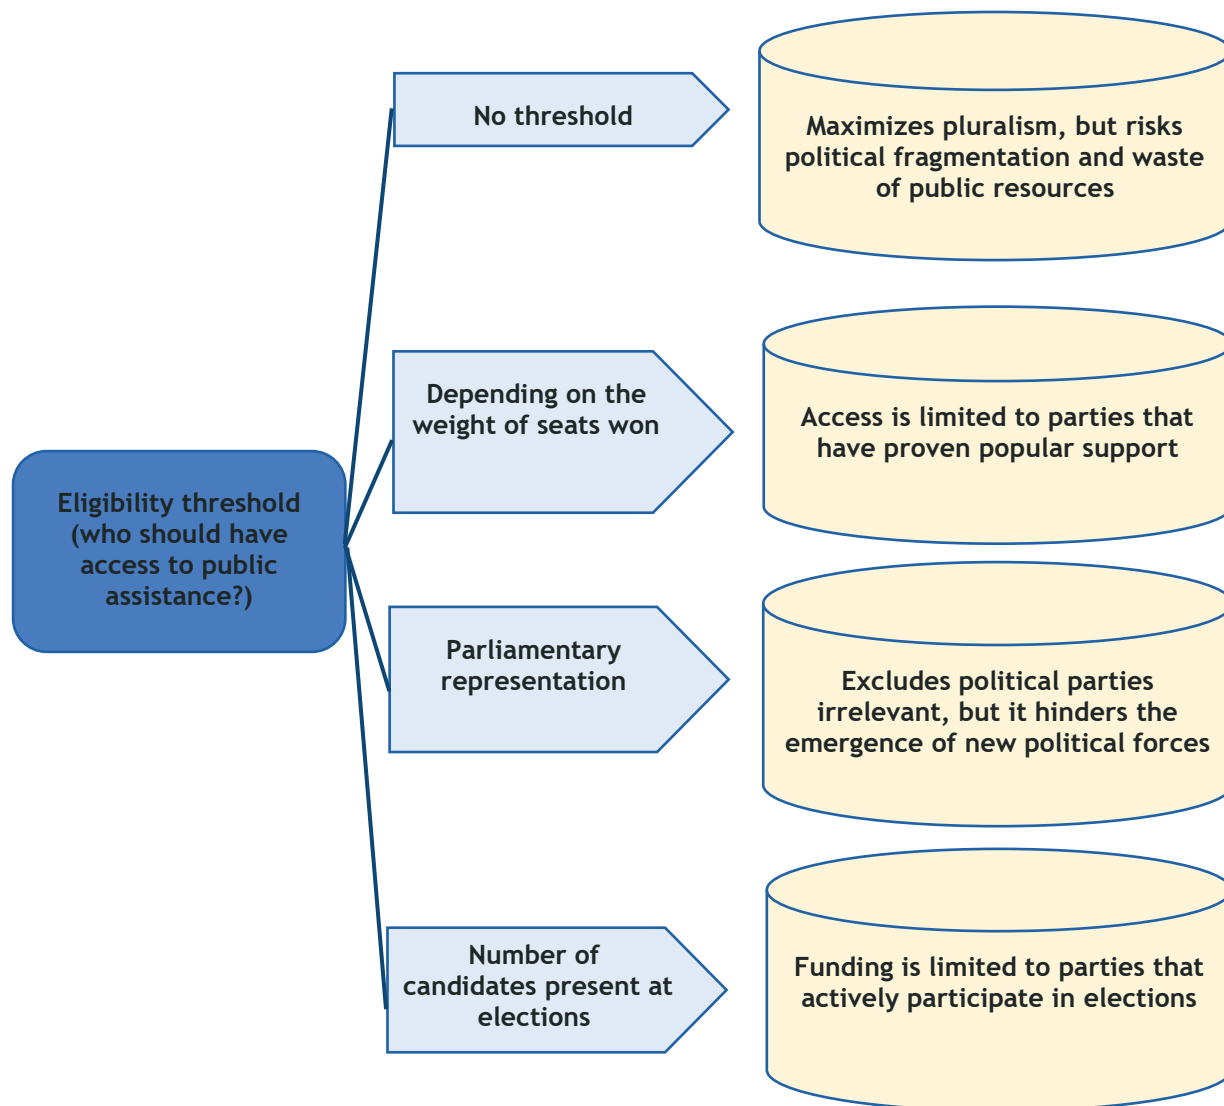 No threshold
Maximizes pluralism, but risks
political fragmentation and waste
of public resources
Depending on the
weight of seats won
Access is limited to parties that
have proven popular support
Eligibility threshold
(who should have
access to public
assistance?)
Parliamentary
representation
Excludes political parties
irrelevant, but it hinders the
emergence of new political forces
Number of
candidates present at
elections
Funding is limited to parties that
actively participate in elections